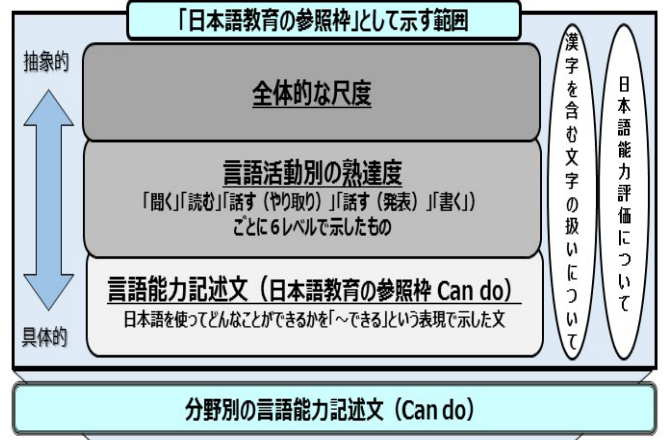 「日本語教育の参照枠」として示す範囲
抽象的
具体的
全体的な尺度
言語活動別の熟達度
「聞く」「読む」「話す（やり取り）」「話す（発表）」「書く」）
ごとに６レベルで示したもの
言語能力記述文（日本語教育の参照枠 Can do）
日本語を使ってどんなことができるかを「～できる」という表現で示した文
漢字を含む文字の扱いについて
日本語能力評価について
分野別の言語能力記述文（Can do）